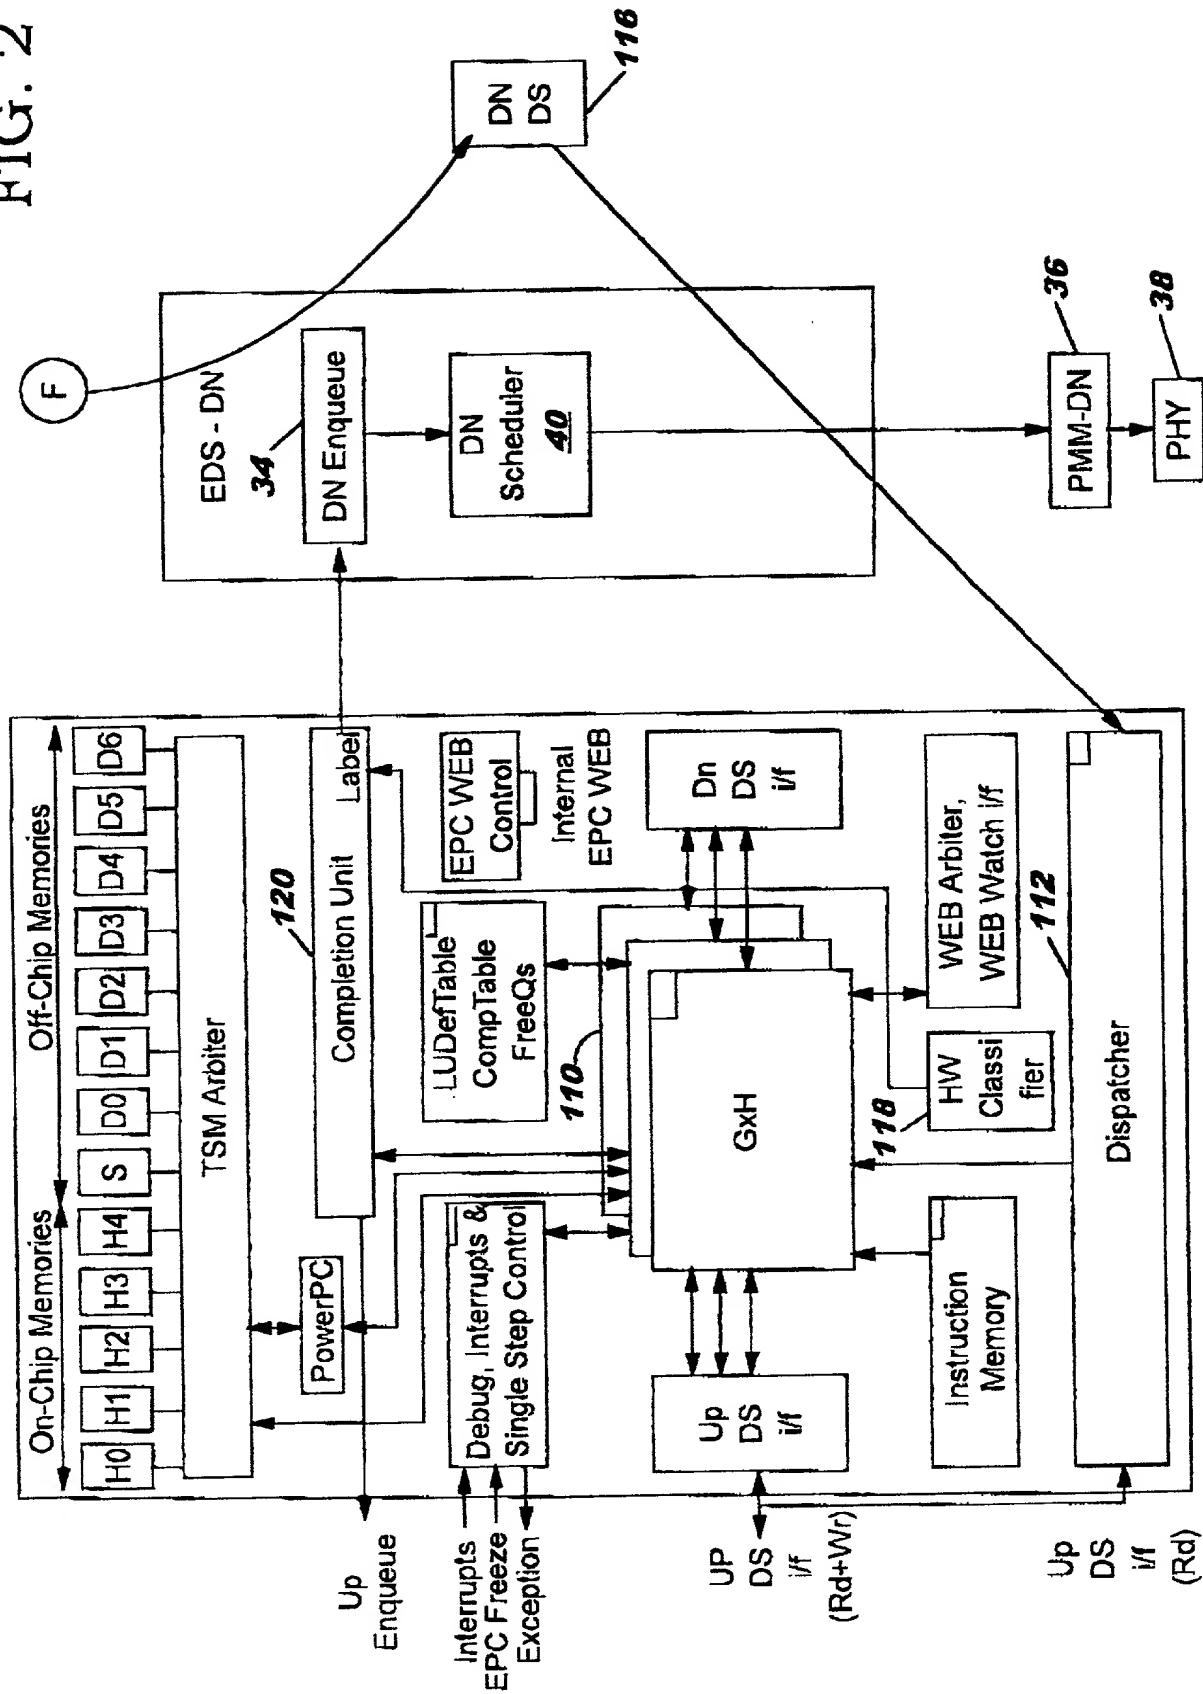 FIG. 2
On-Chip Memories
Off-Chip Memories
H0
H1
H2
H3
H4
S
D0
D1
D2
D3
D4
D5
D6
TSM Arbiter
PowerPC
120
Completion Unit
Label
Up
Enqueue
Interrupts
EPC Freeze
Exception
Debug, Interrupts &
Single Step Control
LUDefTable
CompTable
FreeQs
EPC WEB
Control
Internal
EPC WEB
110
GxH
Up
DS
i/f
Dn
DS
i/f
UP
DS
i/f
(Rd+Wr)
Instruction
Memory
118
HW
Classi
fier
WEB Arbiter,
WEB Watch i/f
112
Dispatcher
Up
DS
i/f
(Rd)
F
EDS - DN
34
DN Enqueue
DN
Scheduler
40
DN
DS
116
PMM-DN
36
PHY
38